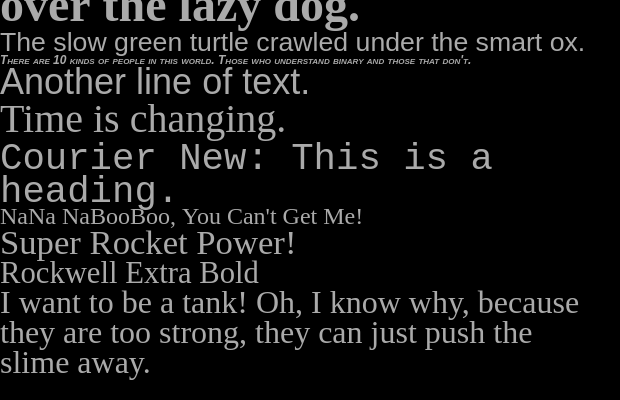 over the lazy dog.
The slow green turtle crawled under the smart ox.
There are 10 kinds of people in this world. Those who understand binary and those that don't.
Another line of text.
Time is changing.
Courier New: This is a
heading.
NaNa NaBooBoo, You Can't Get Me!
Super Rocket Power!
Rockwell Extra Bold
I want to be a tank! Oh, I know why, because
they are too strong, they can just push the
slime away.